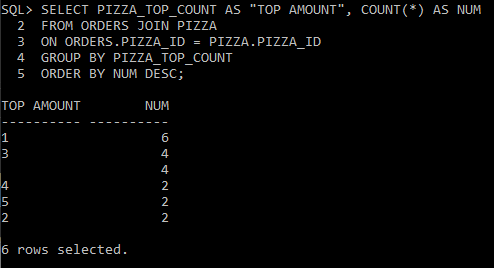 SQL> SELECT PIZZA_TOP_COUNT AS "TOP AMOUNT", COUNT(*) AS NUM
2 FROM ORDERS JOIN PIZZA
3 ON ORDERS.PIZZA_ID = PIZZA.PIZZA_ID
4 GROUP BY PIZZA_TOP_COUNT
5 ORDER BY NUM DESC;
TOP AMOUNT NUM
---------- ----------
1 6
3 4
4
4 2
5 2
2 2
6 rows selected.